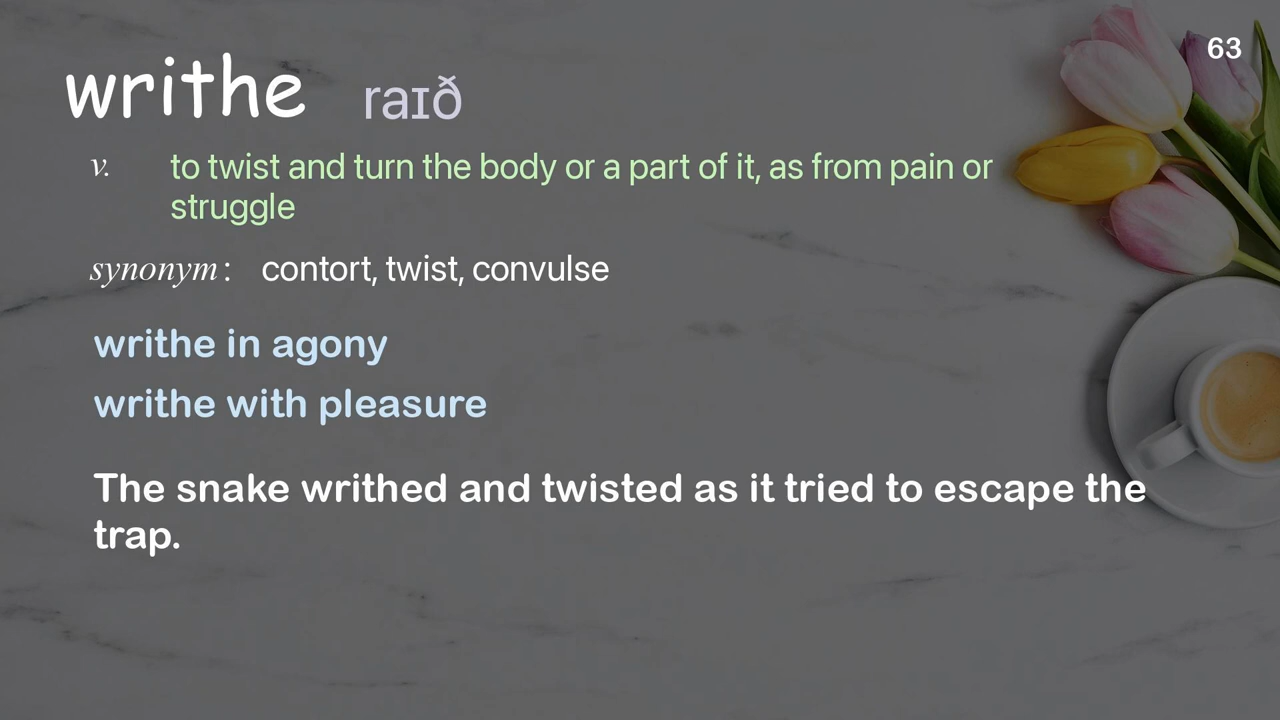 63
writhe raɪð
v. to twist and turn the body or a part of it, as from pain or
struggle
synonym: contort, twist, convulse
writhe in agony
writhe with pleasure
The snake writhed and twisted as it tried to escape the
trap.